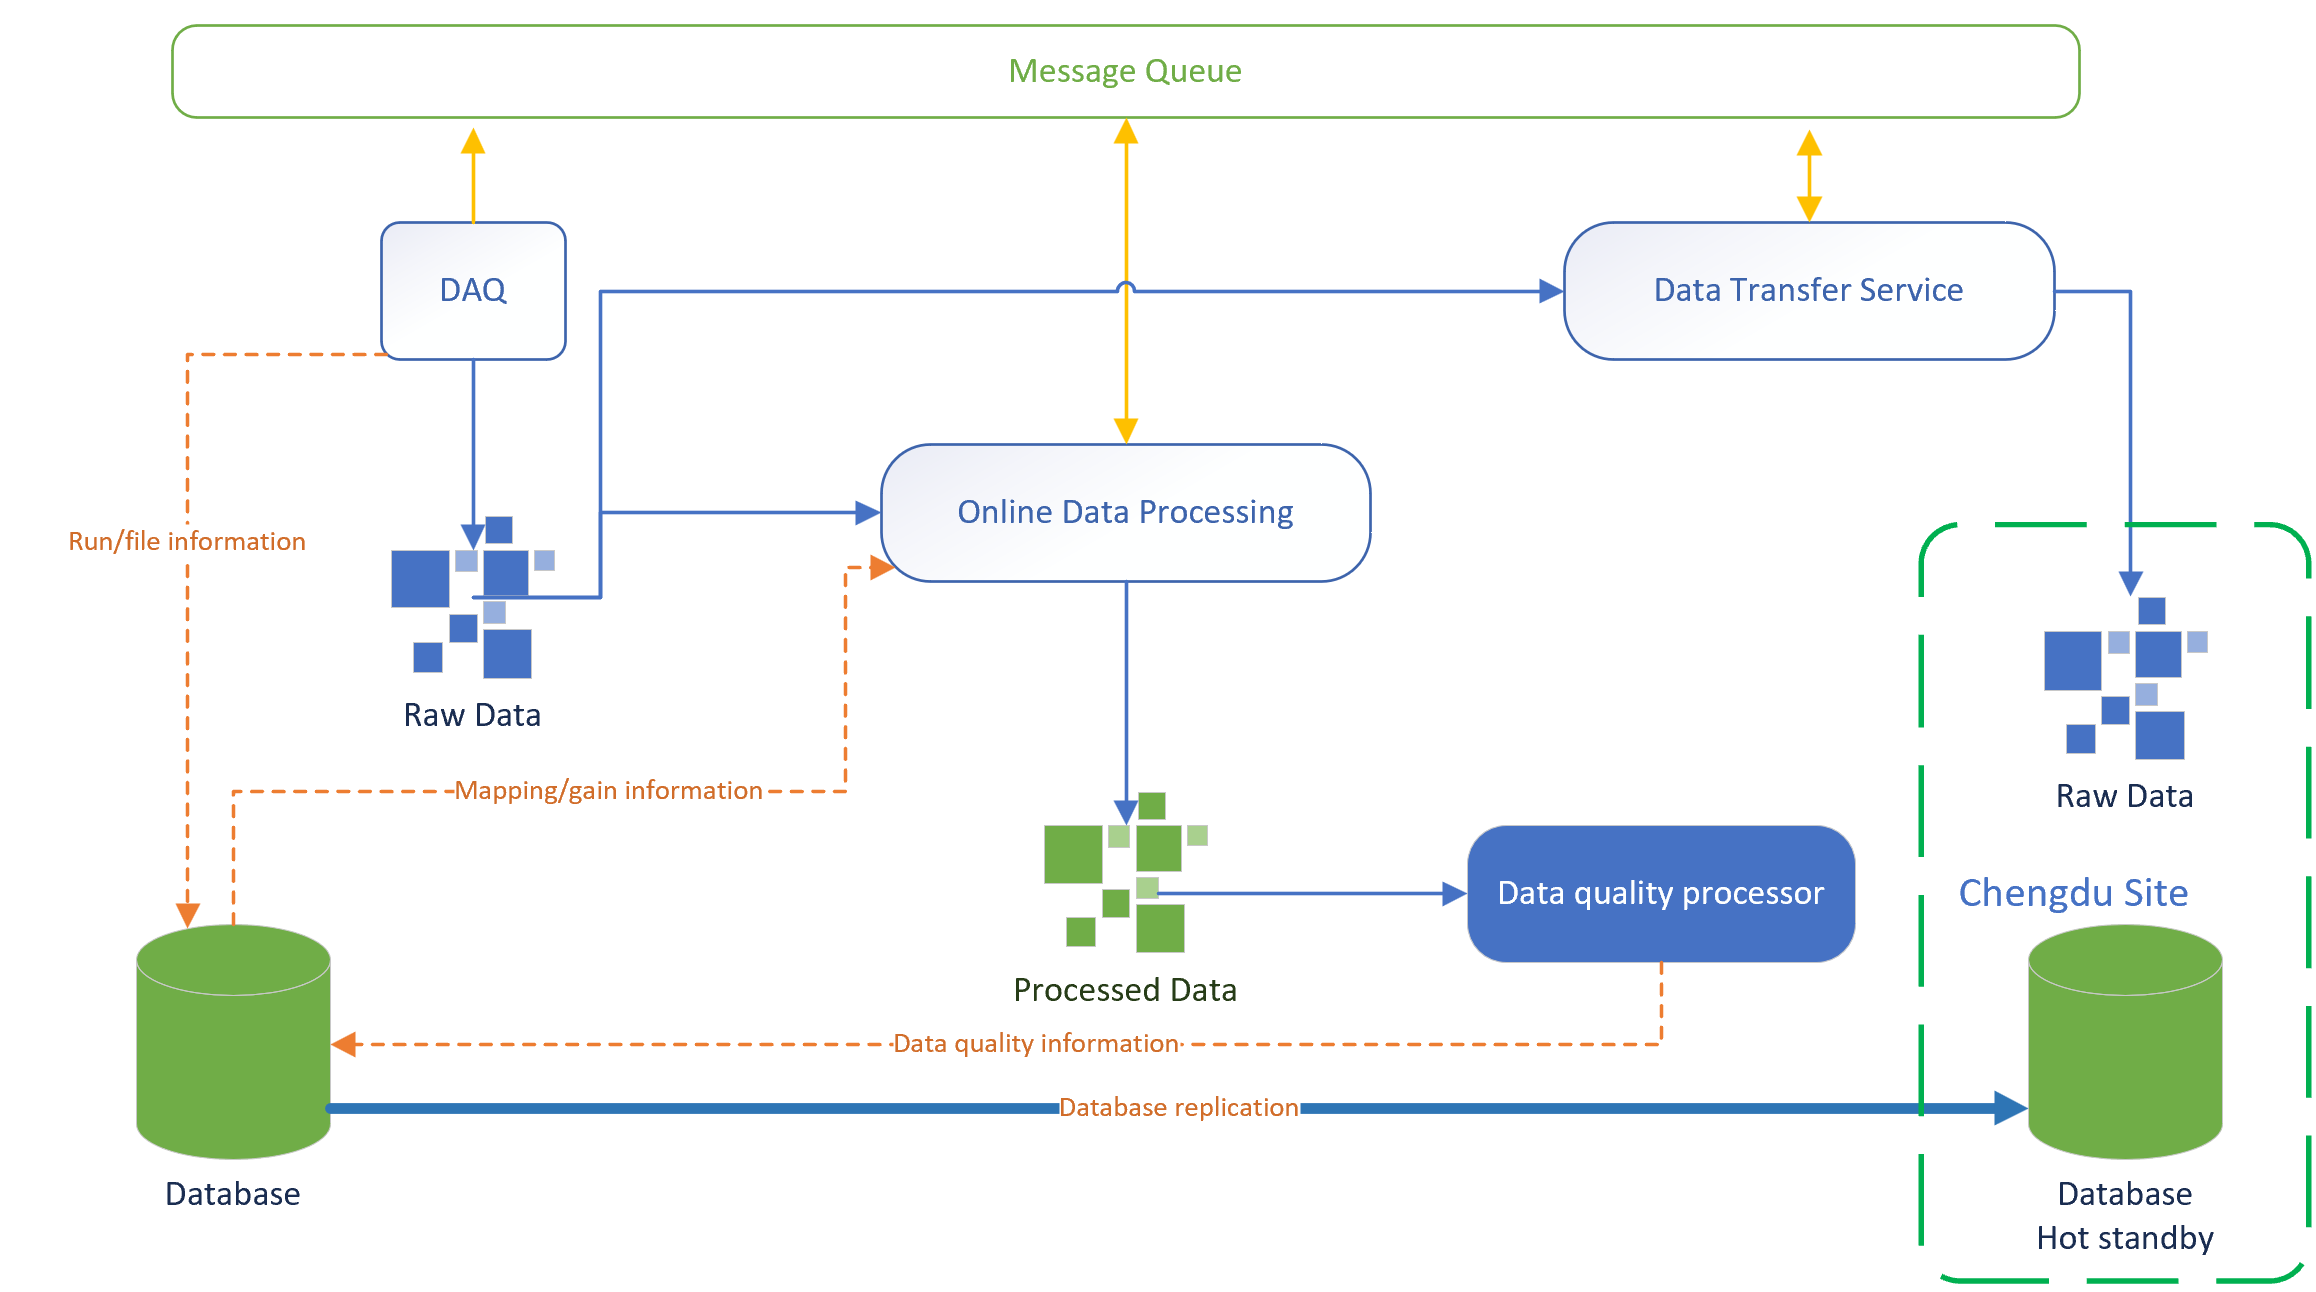 Message Queue
DAQ
Data Transfer Service
Online Data Processing
Run/file information
Raw Data
Mapping/gain information
Raw Data
Data quality processor
Chengdu Site
Processed Data
Data quality information
Database replication
Database
Database
Hot standby